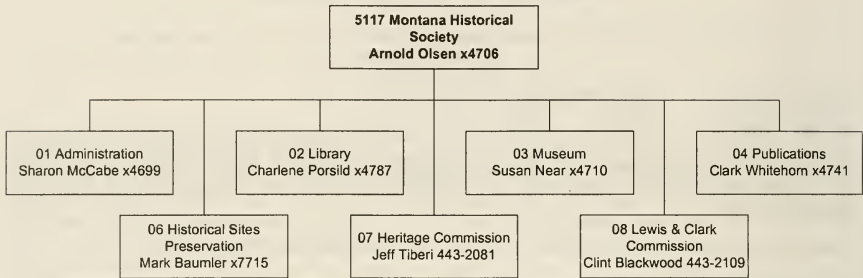 5117 Montana Historical
Society
Arnold Olsen x4706
01 Administration
Sharon McCabe x4699
02 Library
Charlene Porsild x4787
03 Museum
Susan Near x4710
04 Publications
Clark Whitehorn x4741
06 Historical Sites
Preservation
Mark Baumler x7715
07 Heritage Commission
Jeff Tiberi 443-2081
08 Lewis & Clark
Commission
Clint Blackwood 443-2109